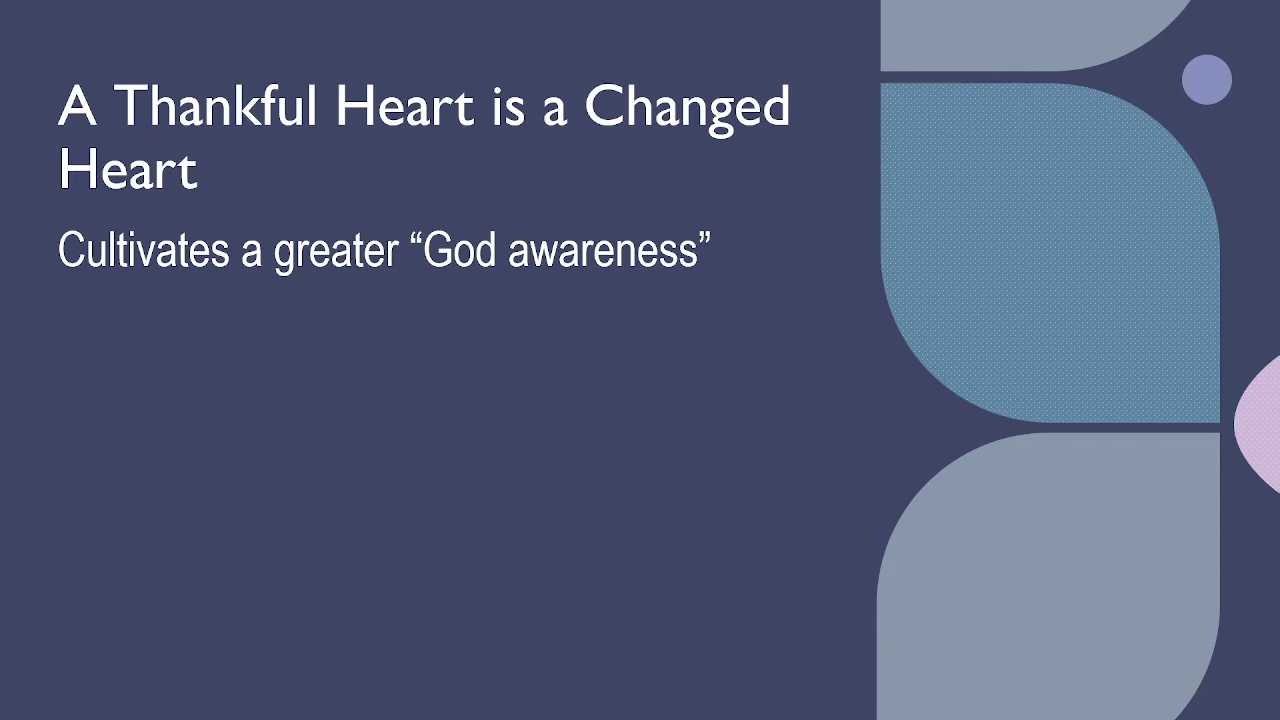 A Thankful Heart is a Changed
Heart
Cultivates a greater “God awareness”